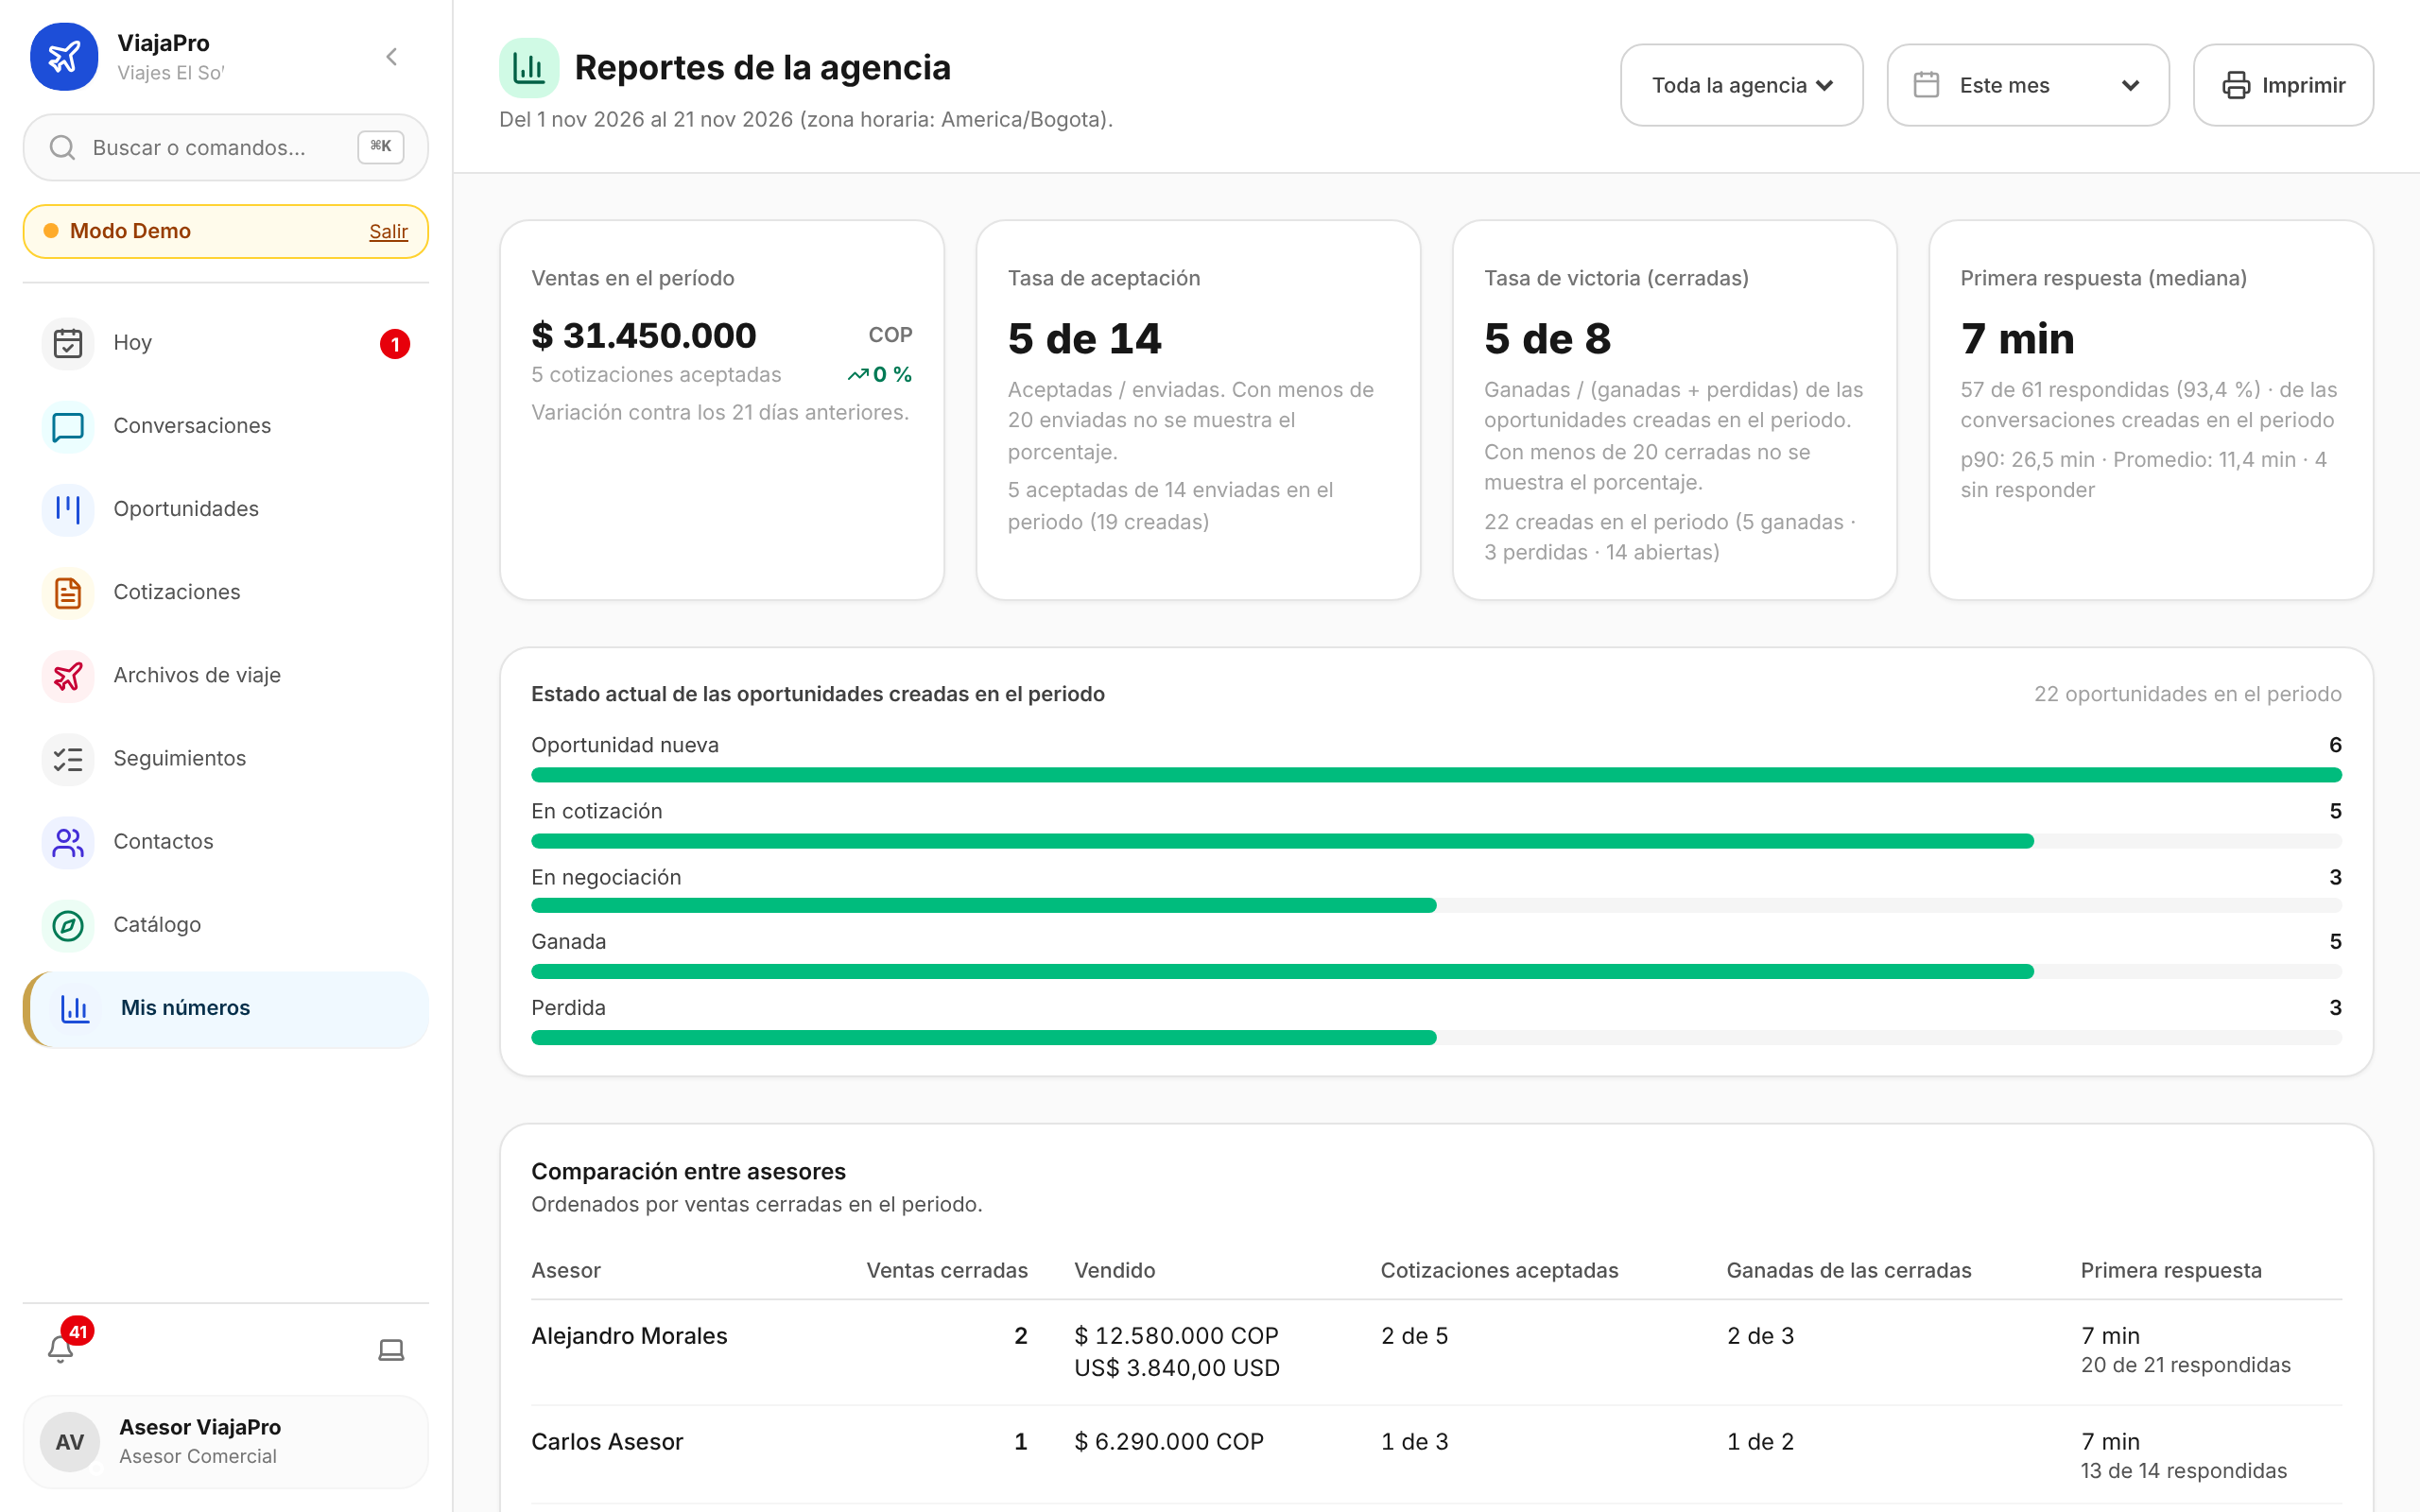 ViajaPro
Viajes El So'
Buscar o comandos...
⌘K
Modo Demo
Salir
Hoy
1
Conversaciones
Oportunidades
Cotizaciones
Archivos de viaje
Seguimientos
Contactos
Catálogo
Mis números
41
AV
Asesor ViajaPro
Asesor Comercial
Reportes de la agencia
Del 1 nov 2026 al 21 nov 2026 (zona horaria: America/Bogota).
Toda la agencia
Este mes
Imprimir
Ventas en el período
$ 31.450.000
COP
5 cotizaciones aceptadas
0 %
Variación contra los 21 días anteriores.
Tasa de aceptación
5 de 14
Aceptadas / enviadas. Con menos de
20 enviadas no se muestra el
porcentaje.
5 aceptadas de 14 enviadas en el
periodo (19 creadas)
Tasa de victoria (cerradas)
5 de 8
Ganadas / (ganadas + perdidas) de las
oportunidades creadas en el periodo.
Con menos de 20 cerradas no se
muestra el porcentaje.
22 creadas en el periodo (5 ganadas ·
3 perdidas · 14 abiertas)
Primera respuesta (mediana)
7 min
57 de 61 respondidas (93,4 %) · de las
conversaciones creadas en el periodo
p90: 26,5 min · Promedio: 11,4 min · 4
sin responder
Estado actual de las oportunidades creadas en el periodo
22 oportunidades en el periodo
Oportunidad nueva
6
En cotización
5
En negociación
3
Ganada
5
Perdida
3
Comparación entre asesores
Ordenados por ventas cerradas en el periodo.
Asesor
Ventas cerradas
Vendido
Cotizaciones aceptadas
Ganadas de las cerradas
Primera respuesta
Alejandro Morales
2
$ 12.580.000 COP
US$ 3.840,00 USD
2 de 5
2 de 3
7 min
20 de 21 respondidas
Carlos Asesor
1
$ 6.290.000 COP
1 de 3
1 de 2
7 min
13 de 14 respondidas